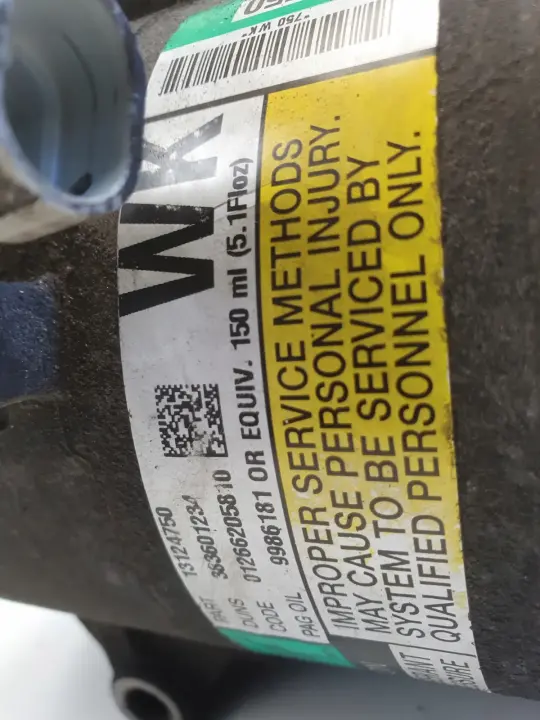 "750 WK"
WK
PART 13124750
DUNS 363601234
CODE 01266205810
PAG OIL 9986181 OR EQUIV. 150 ml (5.1Floz)
IMPROPER SERVICE METHODS
MAY CAUSE PERSONAL INJURY.
SYSTEM TO BE SERVICED BY
QUALIFIED PERSONNEL ONLY.